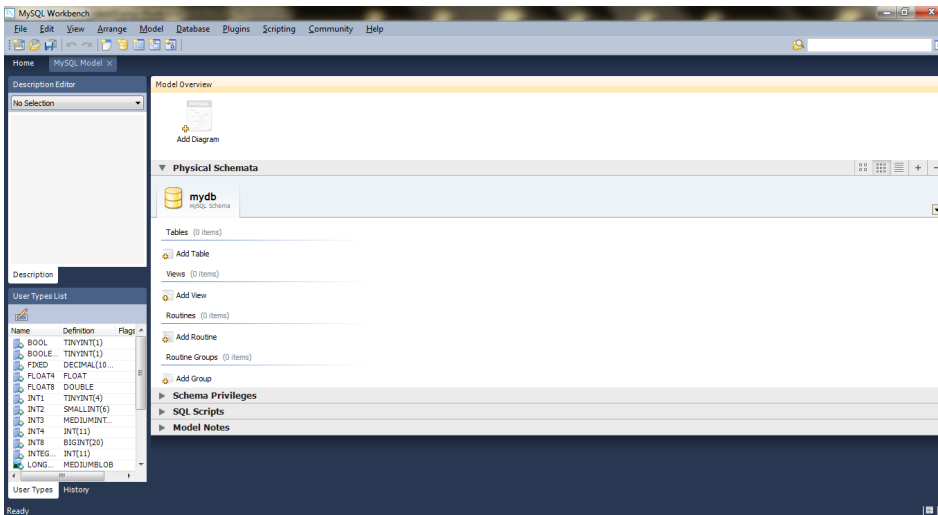 MySQL Workbench
File Edit View Arrange Model Database Plugins Scripting Community Help
Home MySQL Model ×
Description Editor
No Selection
Description
User Types List
Name Definition Flags
BOOL TINYINT(1)
BOOLE... TINYINT(1)
FIXED DECIMAL(10...
FLOAT4 FLOAT
FLOAT8 DOUBLE
INT1 TINYINT(4)
INT2 SMALLINT(6)
INT3 MEDIUMINT...
INT4 INT(11)
INT8 BIGINT(20)
INTEG... INT(11)
LONG... MEDIUMBLOB
User Types History
Model Overview
Add Diagram
Physical Schemata
mydb
MySQL Schema
Tables (0 items)
Add Table
Views (0 items)
Add View
Routines (0 items)
Add Routine
Routine Groups (0 items)
Add Group
Schema Privileges
SQL Scripts
Model Notes
Ready